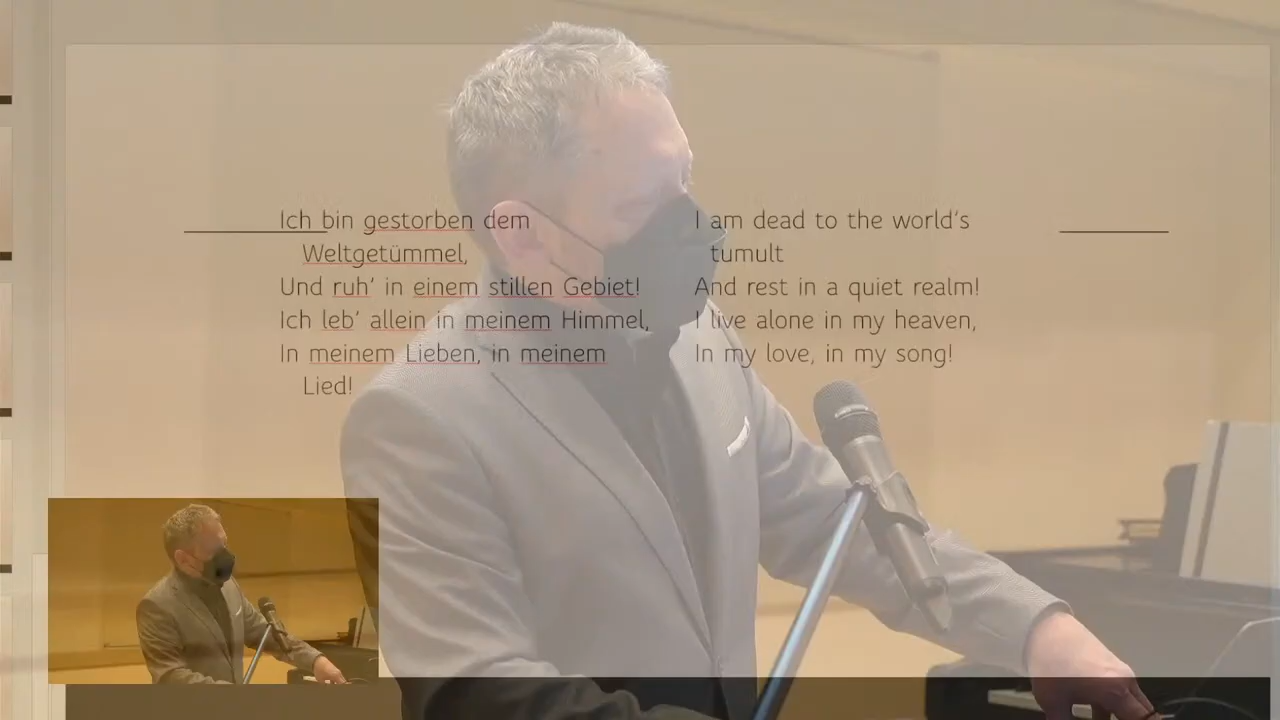 Ich bin gestorben dem
Weltgetümmel,
Und ruh’ in einem stillen Gebiet!
Ich leb’ allein in meinem Himmel,
In meinem Lieben, in meinem
Lied!
I am dead to the world’s
tumult
And rest in a quiet realm!
I live alone in my heaven,
In my love, in my song!